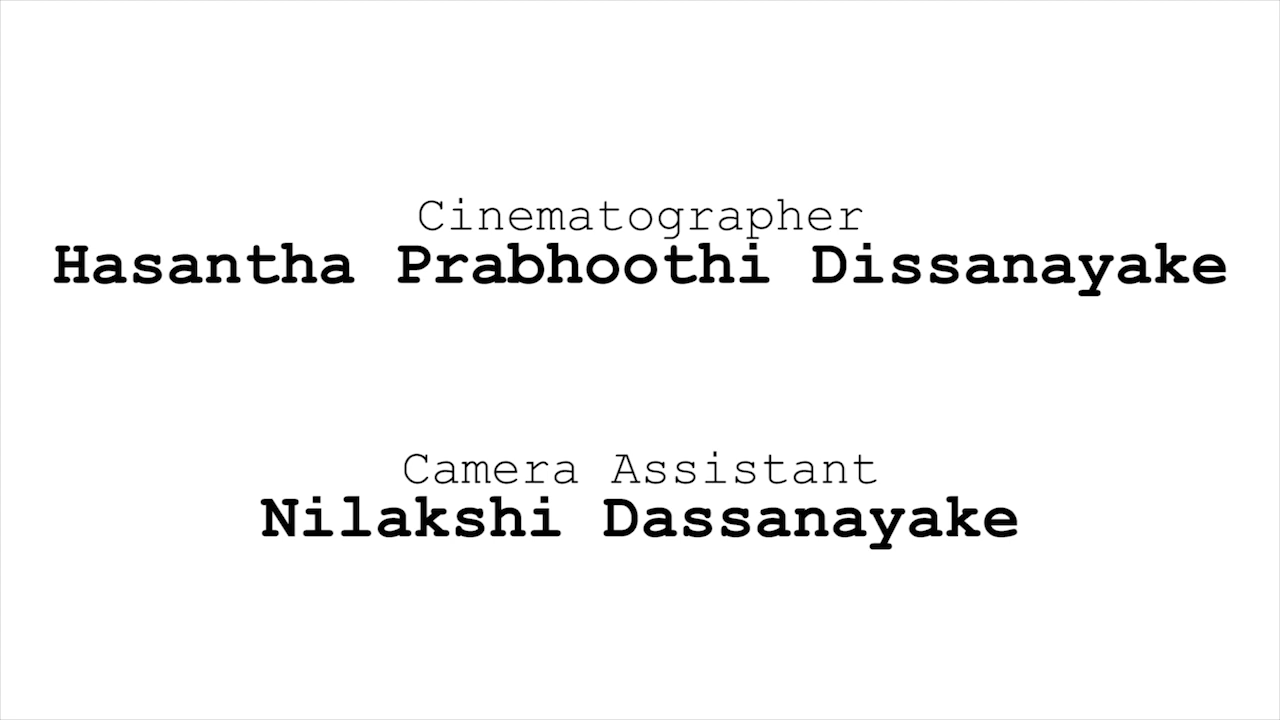 Cinematographer
Hasantha Prabhoothi Dissanayake
Camera Assistant
Nilakshi Dassanayake